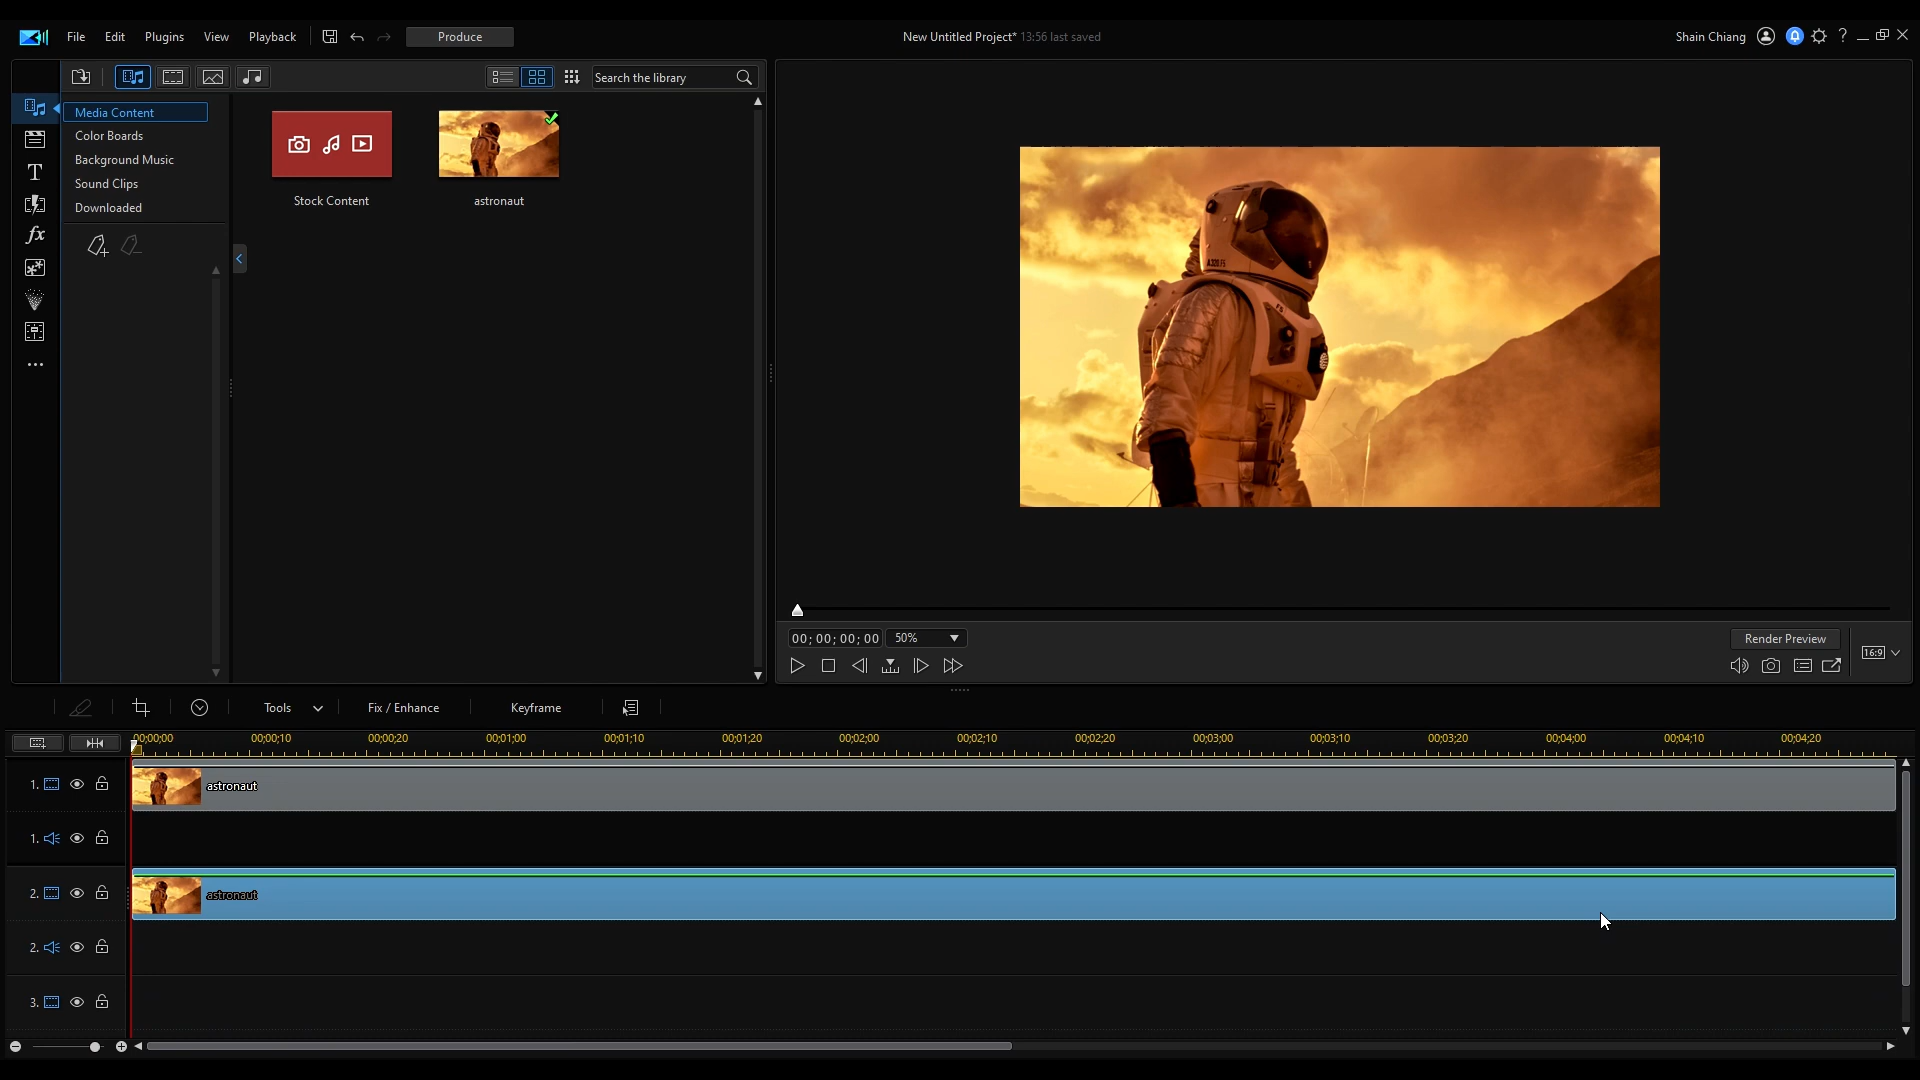 File Edit Plugins View Playback Produce New Untitled Project* 13:56 last saved Shain Chiang ?
Search the library
Media Content
Color Boards
Background Music
Sound Clips
Downloaded
T
fx
Stock Content astronaut
A320.FS
00; 00; 00; 00 50% Render Preview
16:9
Tools Fix / Enhance Keyframe
00;00;00 00;00;10 00;00;20 00;01;00 00;01;10 00;01;20 00;02;00 00;02;10 00;02;20 00;03;00 00;03;10 00;03;20 00;04;00 00;04;10 00;04;20
1. astronaut
1.
2. astronaut
2.
3.